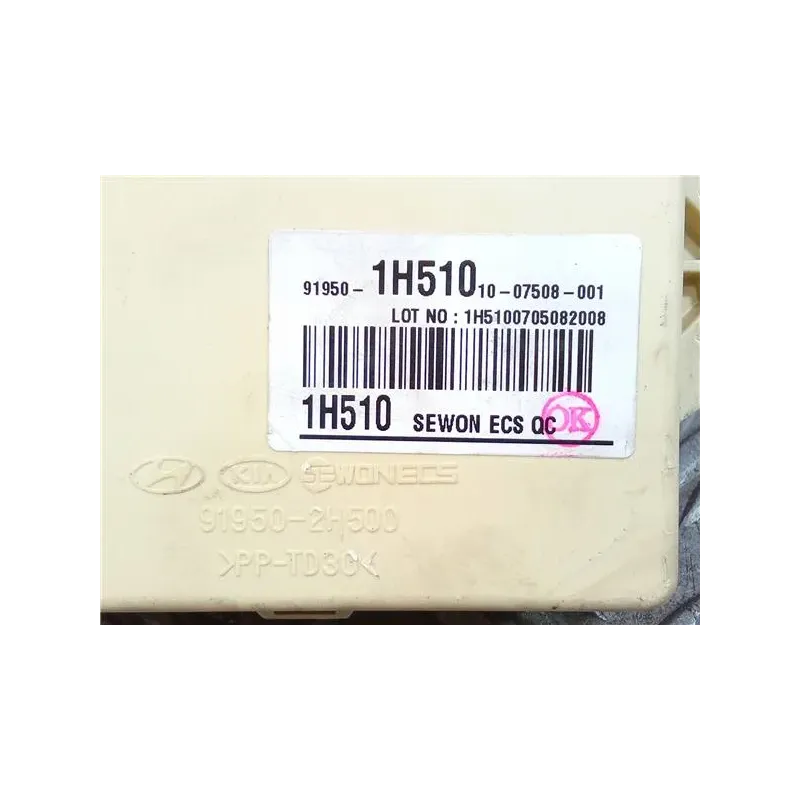 91950-1H510 10-07508-001
LOT NO : 1H5100705082008
1H510 SEWON ECS QC OK
KIA SEWONECS
91950-2H500
>PP-TD30<